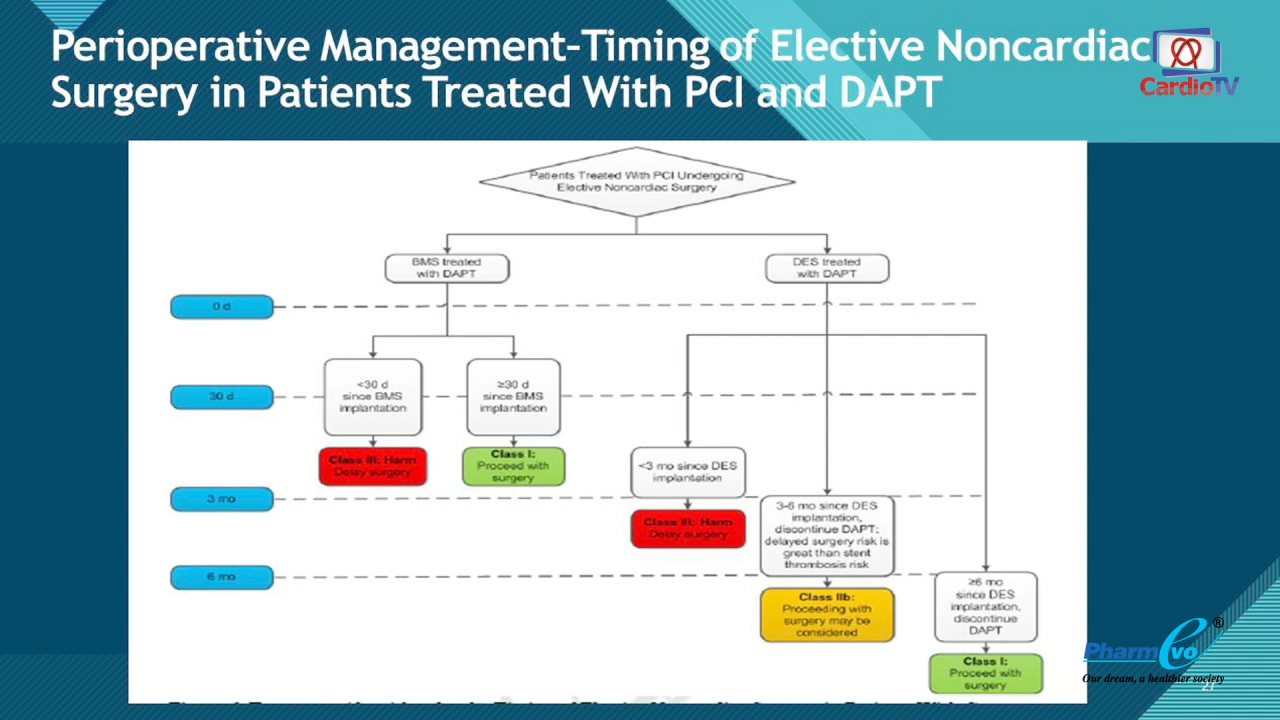 Perioperative Management-Timing of Elective Noncardiac
Surgery in Patients Treated With PCI and DAPT
CardioTV
Patients Treated With PCI Undergoing
Elective Noncardiac Surgery
BMS treated
with DAPT
DES treated
with DAPT
0 d
<30 d
since BMS
implantation
≥30 d
since BMS
implantation
30 d
Class III: Harm
Delay surgery
Class I:
Proceed with
surgery
<3 mo since DES
implantation
3 mo
Class III: Harm
Delay surgery
3-6 mo since DES
implantation,
discontinue DAPT;
delayed surgery risk is
great than stent
thrombosis risk
6 mo
Class IIb:
Proceeding with
surgery may be
considered
≥6 mo
since DES
implantation,
discontinue
DAPT
Class I:
Proceed with
surgery
PharmEvo®
Our dream, a healthier society
27